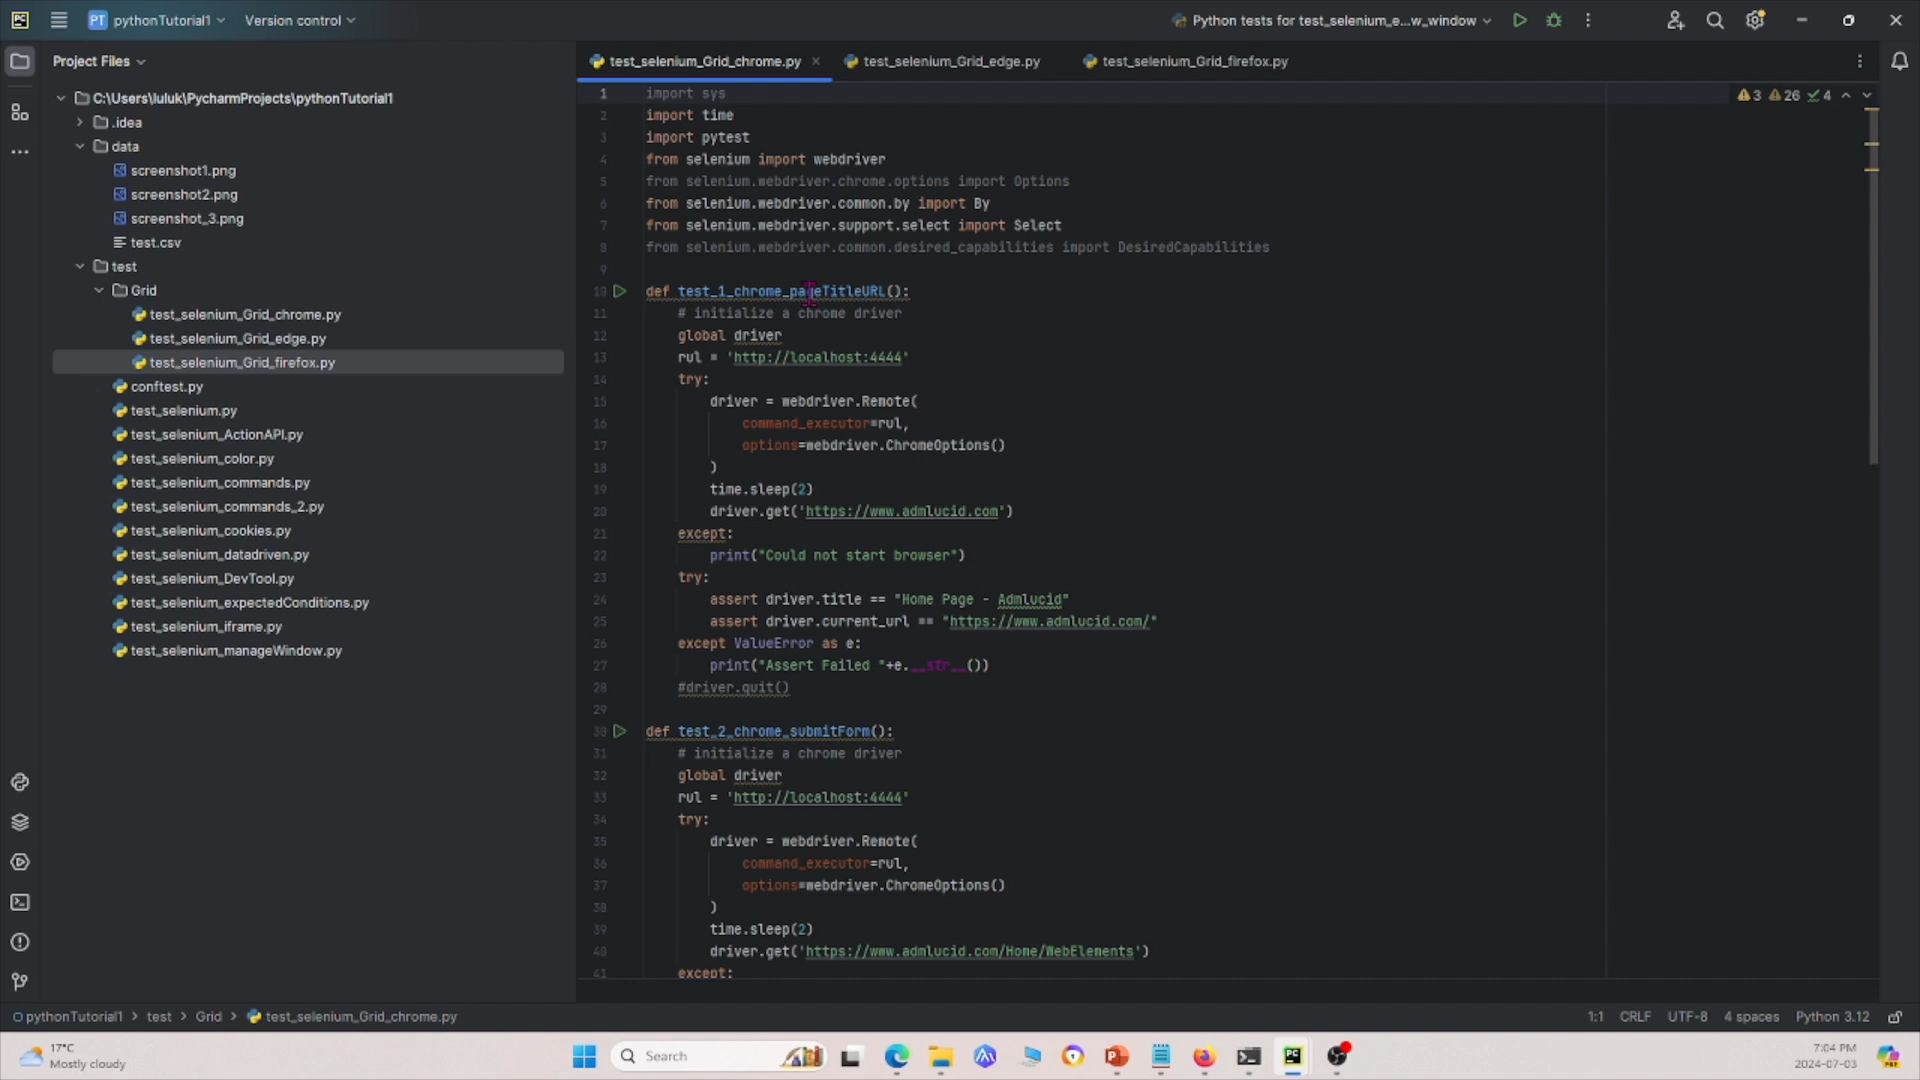 PC
PT pythonTutorial1
Version control
Python tests for test_selenium_e...w_window
Project Files
test_selenium_Grid_chrome.py
test_selenium_Grid_edge.py
test_selenium_Grid_firefox.py
C:\Users\luluk\PycharmProjects\pythonTutorial1
.idea
data
screenshot1.png
screenshot2.png
screenshot_3.png
test.csv
test
Grid
test_selenium_Grid_chrome.py
test_selenium_Grid_edge.py
test_selenium_Grid_firefox.py
conftest.py
test_selenium.py
test_selenium_ActionAPI.py
test_selenium_color.py
test_selenium_commands.py
test_selenium_commands_2.py
test_selenium_cookies.py
test_selenium_datadriven.py
test_selenium_DevTool.py
test_selenium_expectedConditions.py
test_selenium_iframe.py
test_selenium_manageWindow.py
3 26 4
1 import sys
2 import time
3 import pytest
4 from selenium import webdriver
5 from selenium.webdriver.chrome.options import Options
6 from selenium.webdriver.common.by import By
7 from selenium.webdriver.support.select import Select
8 from selenium.webdriver.common.desired_capabilities import DesiredCapabilities
9
10 def test_1_chrome_pageTitleURL():
11 # initialize a chrome driver
12 global driver
13 rul = 'http://localhost:4444'
14 try:
15 driver = webdriver.Remote(
16 command_executor=rul,
17 options=webdriver.ChromeOptions()
18 )
19 time.sleep(2)
20 driver.get('https://www.admlucid.com')
21 except:
22 print("Could not start browser")
23 try:
24 assert driver.title == "Home Page - Admlucid"
25 assert driver.current_url == "https://www.admlucid.com/"
26 except ValueError as e:
27 print("Assert Failed "+e.__str__())
28 #driver.quit()
29
30 def test_2_chrome_submitForm():
31 # initialize a chrome driver
32 global driver
33 rul = 'http://localhost:4444'
34 try:
35 driver = webdriver.Remote(
36 command_executor=rul,
37 options=webdriver.ChromeOptions()
38 )
39 time.sleep(2)
40 driver.get('https://www.admlucid.com/Home/WebElements')
41 except:
pythonTutorial1 > test > Grid > test_selenium_Grid_chrome.py
1:1 CRLF UTF-8 4 spaces Python 3.12
17°C
Mostly cloudy
Search
PC
7:04 PM
2024-07-03